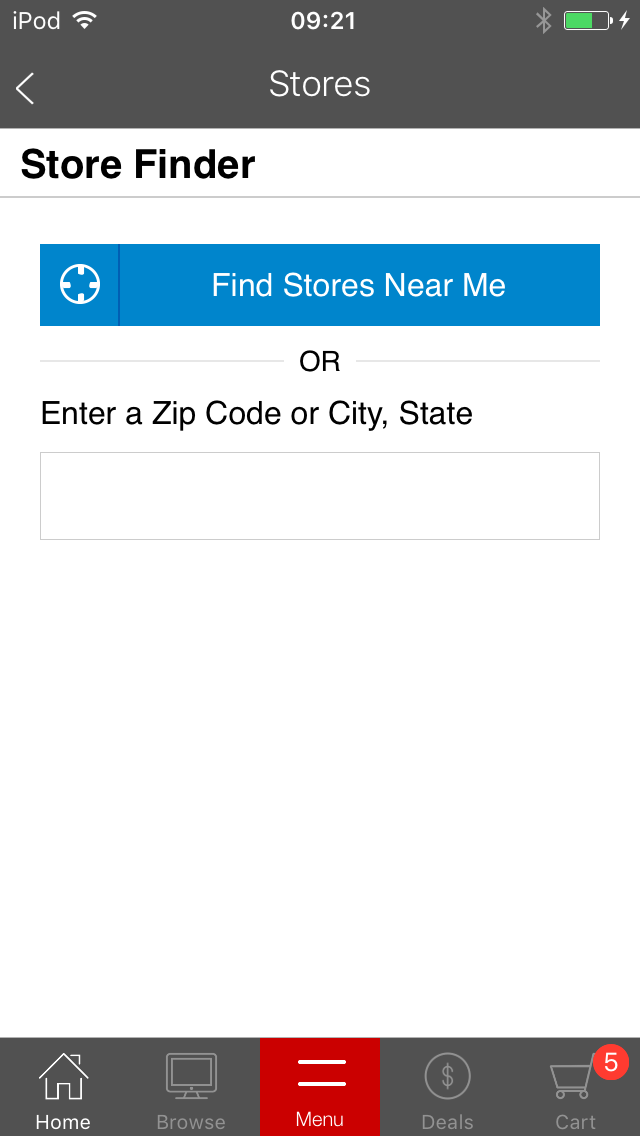 iPod 09:21
Stores
Store Finder
Find Stores Near Me
OR
Enter a Zip Code or City, State
5
Home Browse Menu Deals Cart